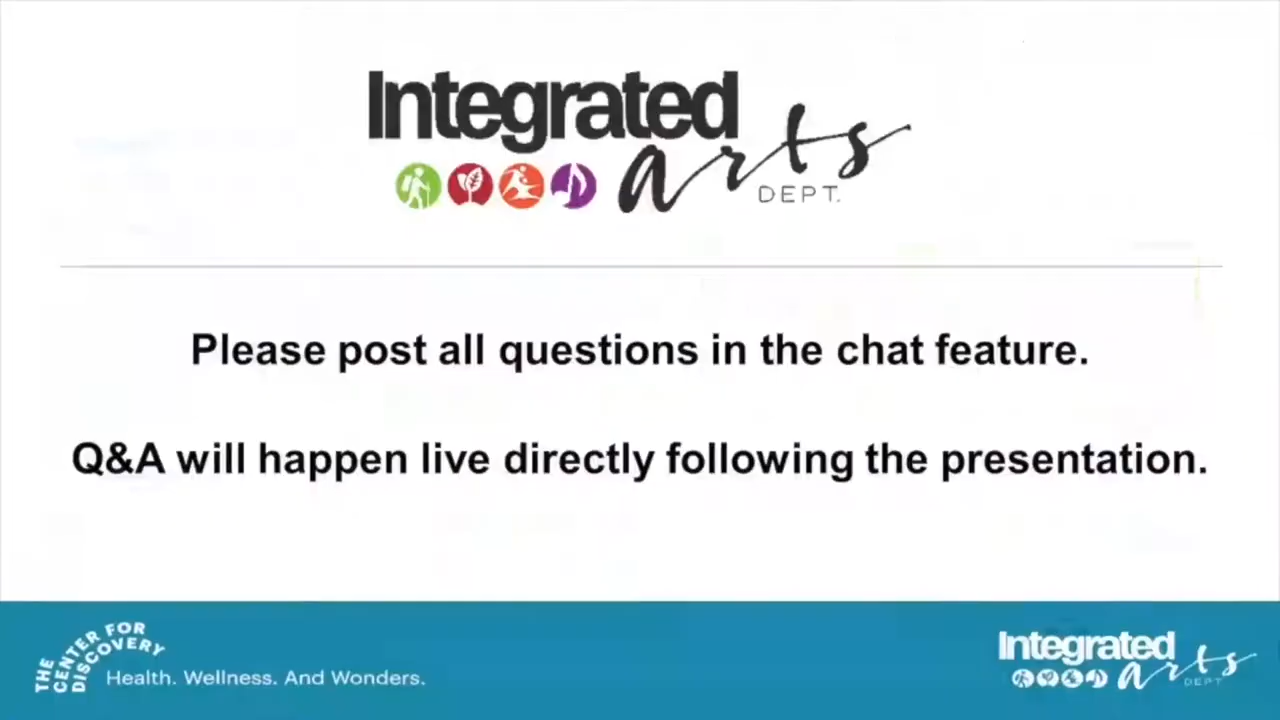 Integrated
arts
DEPT.
Please post all questions in the chat feature.
Q&A will happen live directly following the presentation.
THE
CENTER FOR
DISCOVERY
Health. Wellness. And Wonders.
Integrated
arts
DEPT